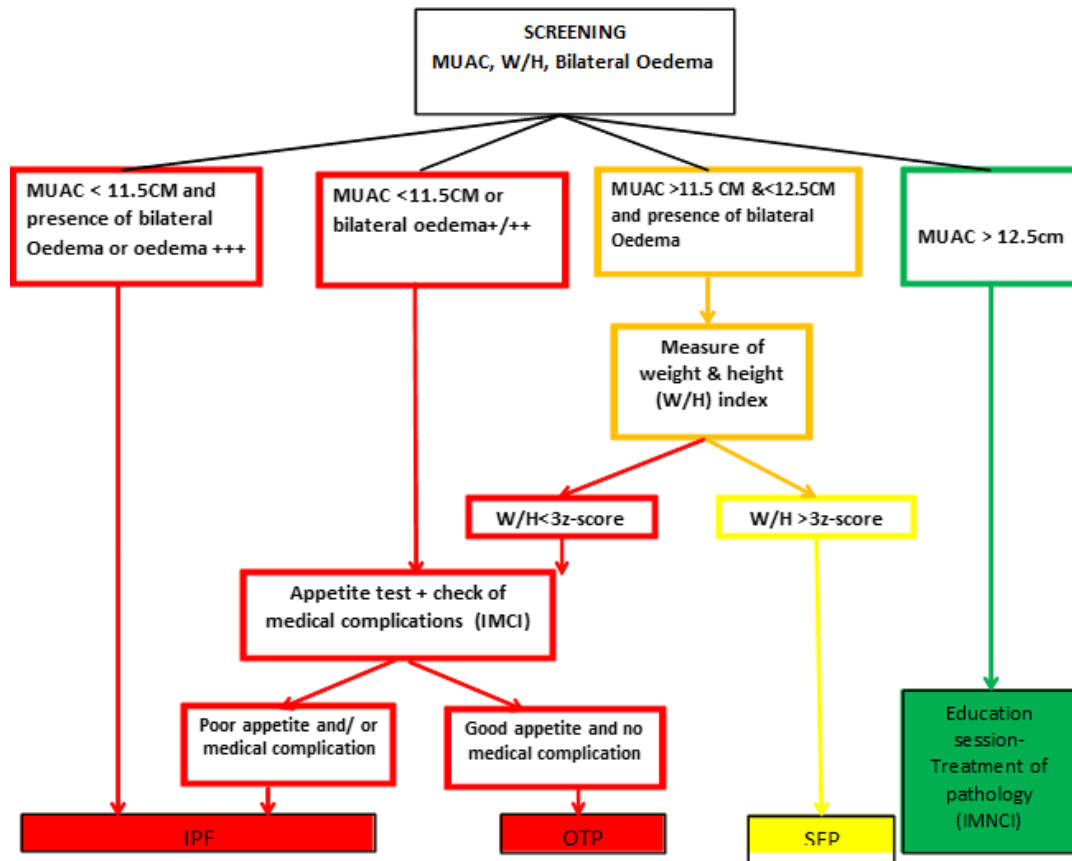 SCREENING
MUAC, W/H, Bilateral Oedema
MUAC < 11.5CM and
presence of bilateral
Oedema or oedema +++
MUAC <11.5CM or
bilateral oedema+/++
MUAC >11.5 CM &<12.5CM
and presence of bilateral
Oedema
MUAC > 12.5cm
Measure of
weight & height
(W/H) index
W/H<3z-score
W/H >3z-score
Appetite test + check of
medical complications (IMCI)
Poor appetite and/ or
medical complication
Good appetite and no
medical complication
Education
session-
Treatment of
pathology
(IMNCI)
IPF
OTP
SFP